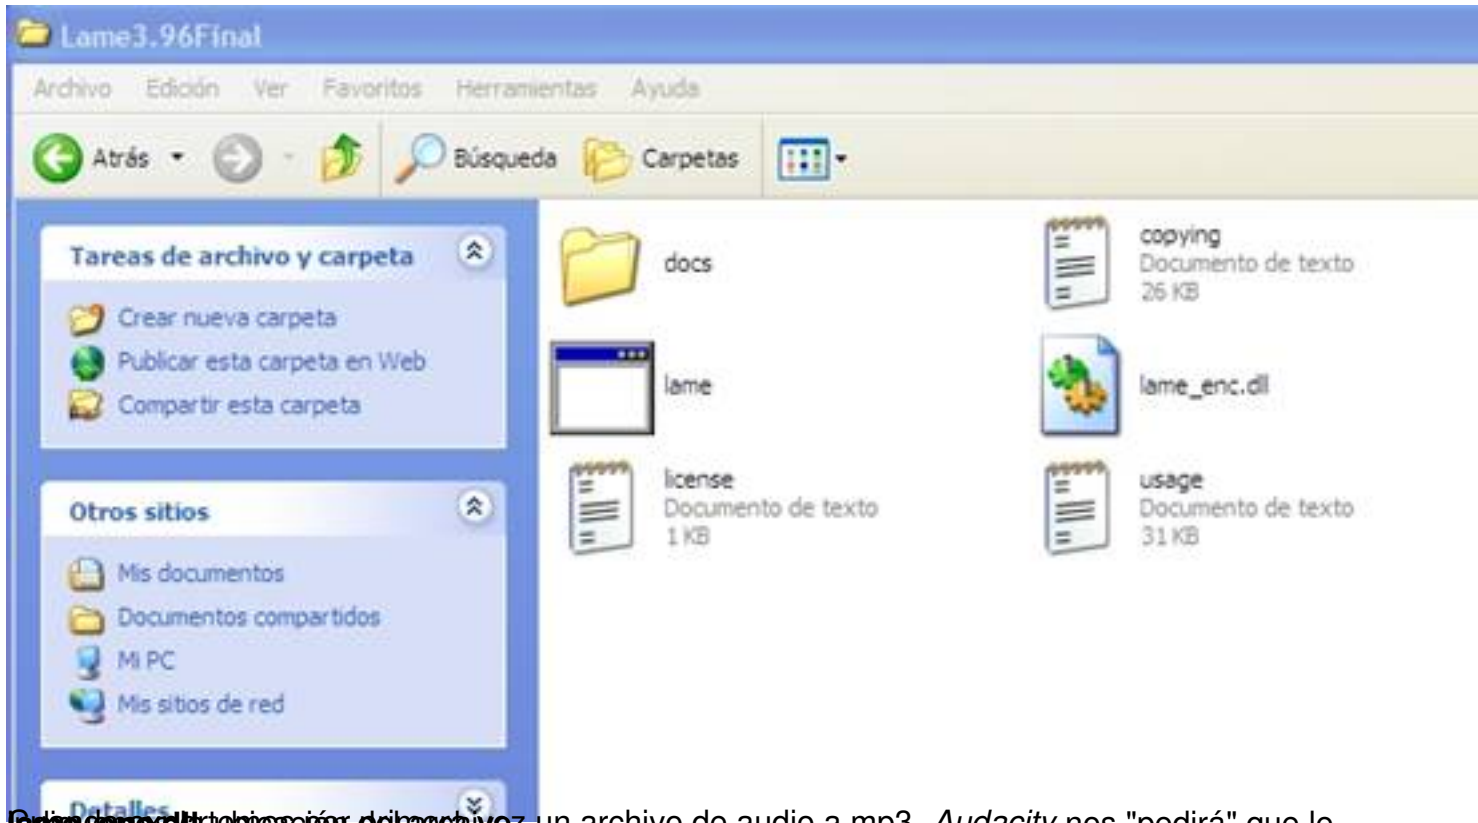 Lame3.96Final
Archivo Edición Ver Favoritos Herramientas Ayuda
Atrás Búsqueda Carpetas
Tareas de archivo y carpeta
Crear nueva carpeta
Publicar esta carpeta en Web
Compartir esta carpeta
Otros sitios
Mis documentos
Documentos compartidos
Mi PC
Mis sitios de red
Detalles
docs
copying
Documento de texto
26 KB
lame
lame_enc.dll
license
Documento de texto
1 KB
usage
Documento de texto
31 KB
un archivo de audio a mp3, Audacity nos "pedirá" que le